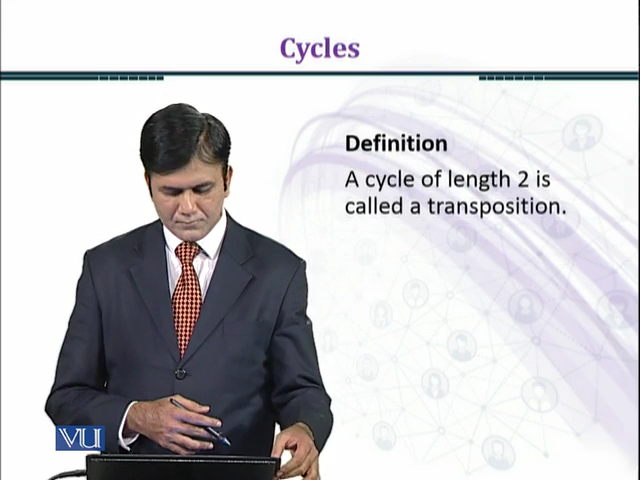 Cycles
Definition
A cycle of length 2 is
called a transposition.
VU